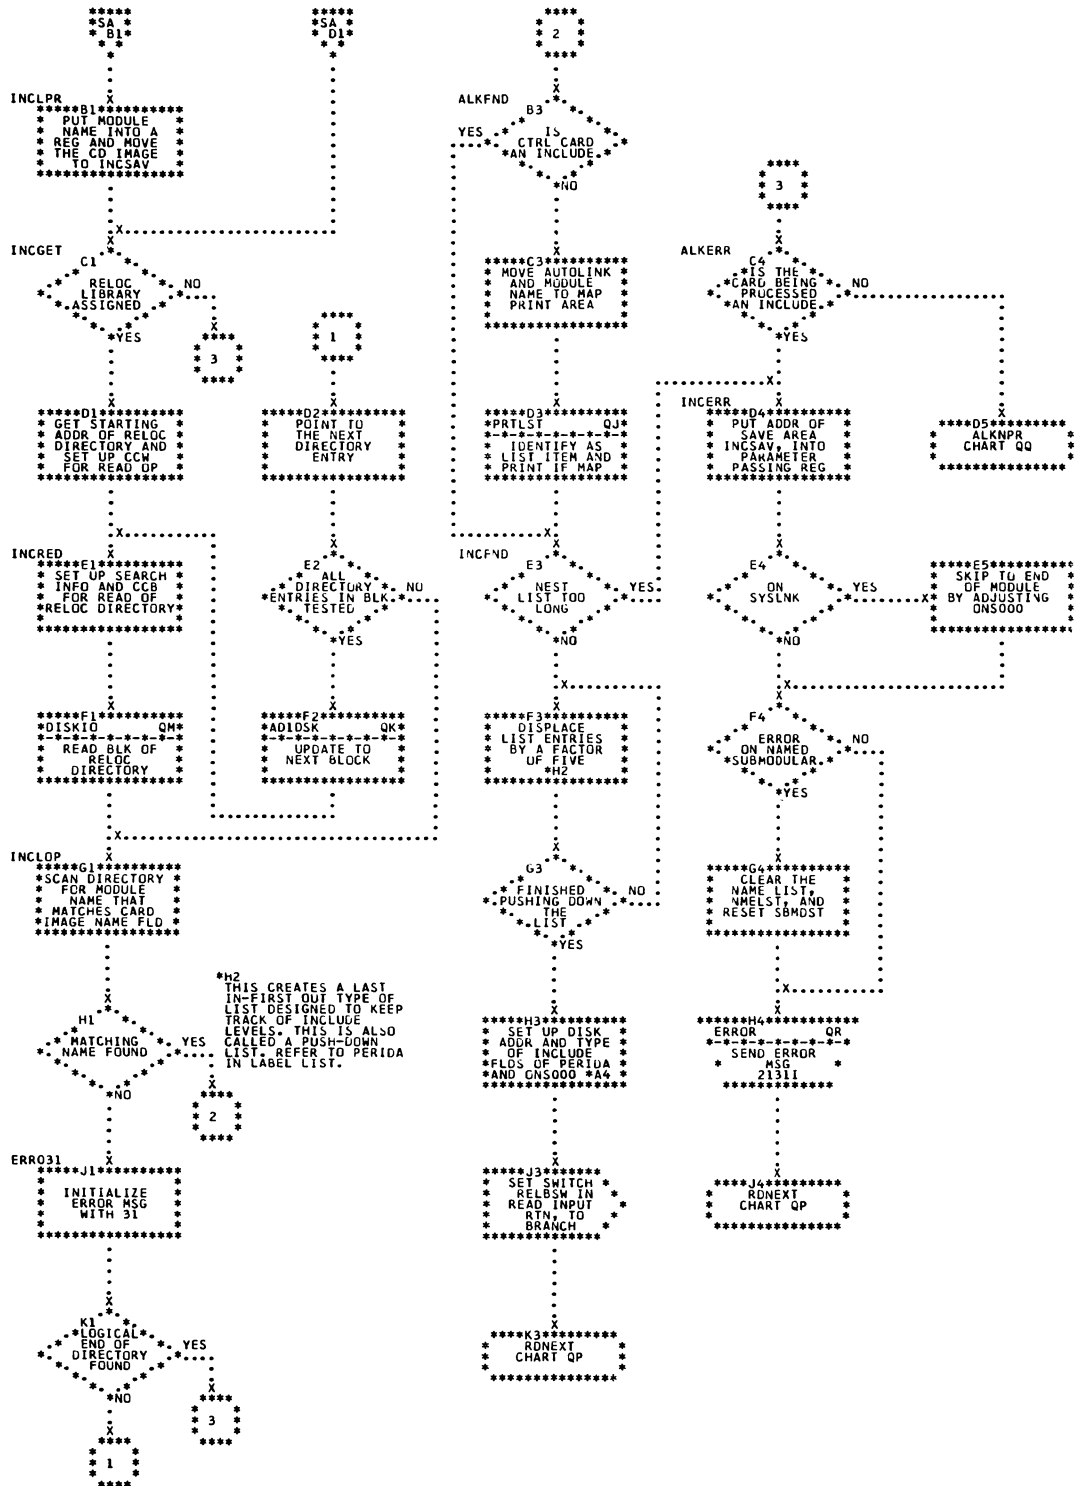 SA
B1
INCLPR
B1
PUT MODULE
NAME INTO A
REG AND MOVE
THE CD IMAGE
TO INCSAV
SA
D1
INCGET
C1
RELOC
LIBRARY
ASSIGNED
NO
YES
3
D1
GET STARTING
ADDR OF RELOC
DIRECTORY AND
SET UP CCW
FOR READ OP
INCRED
E1
SET UP SEARCH
INFO AND CCB
FOR READ OF
RELOC DIRECTORY
F1
DISKIO QM
READ BLK OF
RELOC
DIRECTORY
INCLOP
G1
SCAN DIRECTORY
FOR MODULE
NAME THAT
MATCHES CARD
IMAGE NAME FLD
H1
MATCHING
NAME FOUND
YES
NO
2
ERR031
J1
INITIALIZE
ERROR MSG
WITH 31
K1
LOGICAL
END OF
DIRECTORY
FOUND
YES
NO
3
1
1
D2
POINT TO
THE NEXT
DIRECTORY
ENTRY
E2
ALL
DIRECTORY
ENTRIES IN BLK
TESTED
NO
YES
F2
AD1DSK QK
UPDATE TO
NEXT BLOCK
*H2
THIS CREATES A LAST
IN-FIRST OUT TYPE OF
LIST DESIGNED TO KEEP
TRACK OF INCLUDE
LEVELS. THIS IS ALSO
CALLED A PUSH-DOWN
LIST. REFER TO PERIDA
IN LABEL LIST.
2
ALKFND
B3
IS
CTRL CARD
AN INCLUDE
YES
NO
C3
MOVE AUTOLINK
AND MODULE
NAME TO MAP
PRINT AREA
D3
PRTLST QJ
IDENTIFY AS
LIST ITEM AND
PRINT IF MAP
INCFND
E3
NEST
LIST TOO
LONG
YES
NO
F3
DISPLACE
LIST ENTRIES
BY A FACTOR
OF FIVE
*H2
G3
FINISHED
PUSHING DOWN
THE
LIST
NO
YES
H3
SET UP DISK
ADDR AND TYPE
OF INCLUDE
FLDS OF PERIDA
AND ONS000 *A4
J3
SET SWITCH
RELBSW IN
READ INPUT
RTN, TO
BRANCH
K3
RDNEXT
CHART QP
3
ALKERR
C4
IS THE
CARD BEING
PROCESSED
AN INCLUDE
NO
YES
INCERR
D4
PUT ADDR OF
SAVE AREA
INCSAV, INTO
PARAMETER
PASSING REG
D5
ALKNPR
CHART QQ
E4
ON
SYSLNK
YES
NO
E5
SKIP TO END
OF MODULE
BY ADJUSTING
ONS000
F4
ERROR
ON NAMED
SUBMODULAR
NO
YES
G4
CLEAR THE
NAME LIST,
NMELST, AND
RESET SBMDST
H4
ERROR QR
SEND ERROR
MSG
2131I
J4
RDNEXT
CHART QP